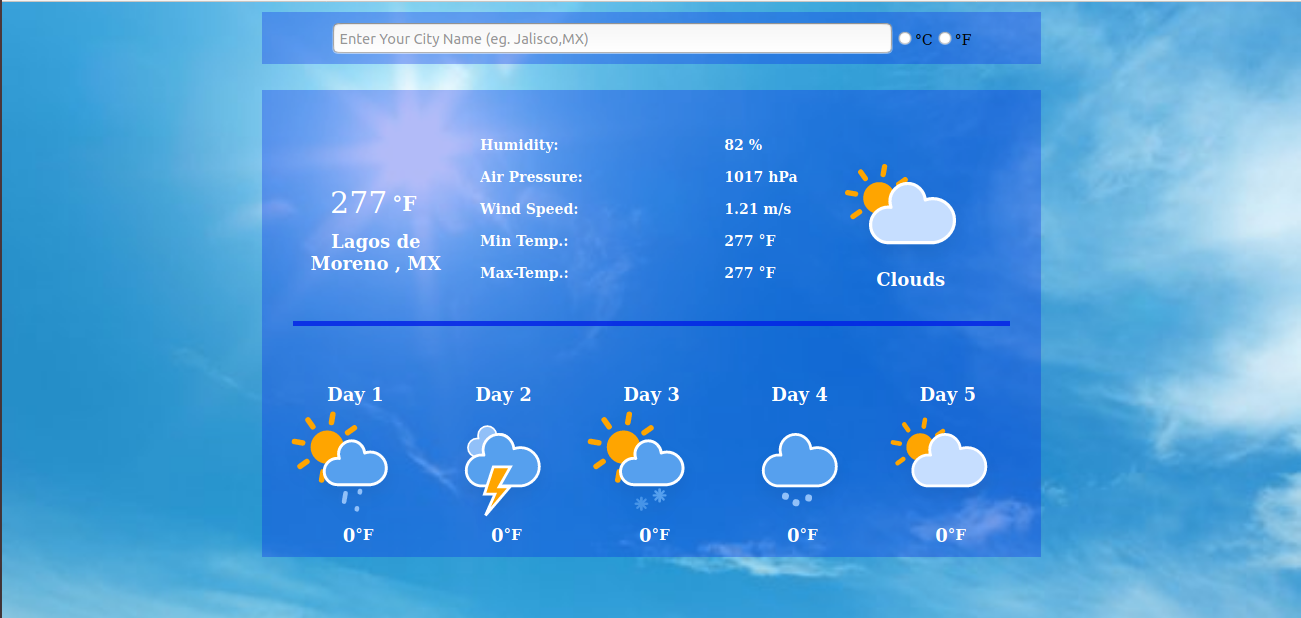 Enter Your City Name (eg. Jalisco,MX) °C °F
277 °F
Lagos de
Moreno , MX
Humidity: 82 %
Air Pressure: 1017 hPa
Wind Speed: 1.21 m/s
Min Temp.: 277 °F
Max-Temp.: 277 °F
Clouds
Day 1 Day 2 Day 3 Day 4 Day 5
0°F 0°F 0°F 0°F 0°F